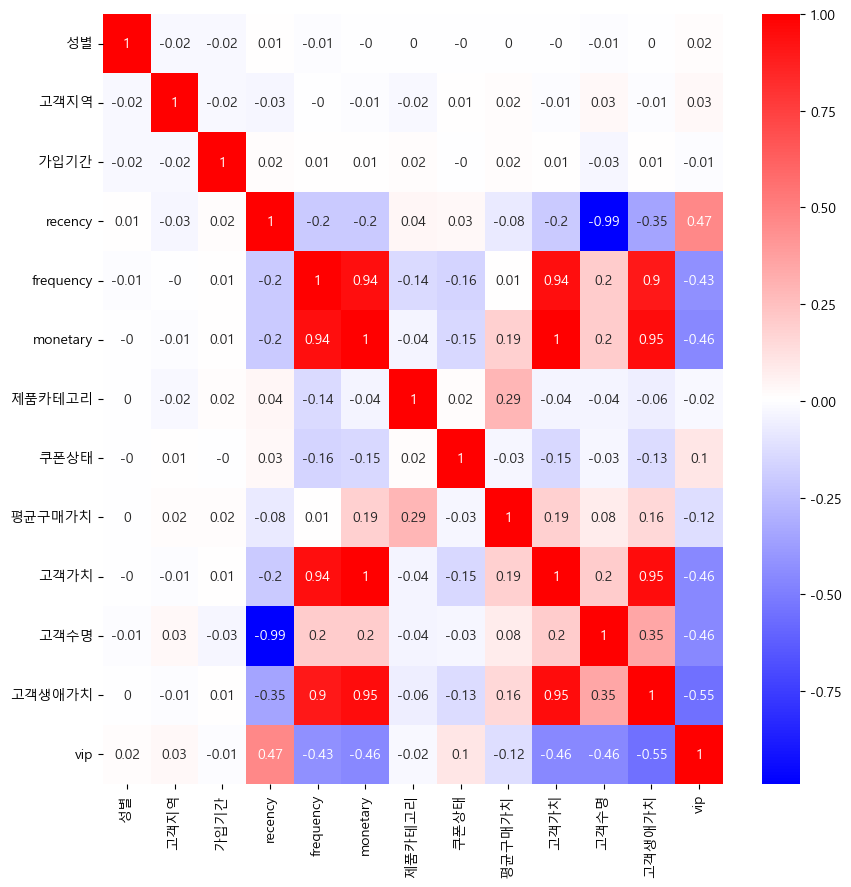 성별 1 -0.02 -0.02 0.01 -0.01 -0 0 -0 0 -0 -0.01 0 0.02
고객지역 -0.02 1 -0.02 -0.03 -0 -0.01 -0.02 0.01 0.02 -0.01 0.03 -0.01 0.03
가입기간 -0.02 -0.02 1 0.02 0.01 0.01 0.02 -0 0.02 0.01 -0.03 0.01 -0.01
recency 0.01 -0.03 0.02 1 -0.2 -0.2 0.04 0.03 -0.08 -0.2 -0.99 -0.35 0.47
frequency -0.01 -0 0.01 -0.2 1 0.94 -0.14 -0.16 0.01 0.94 0.2 0.9 -0.43
monetary -0 -0.01 0.01 -0.2 0.94 1 -0.04 -0.15 0.19 1 0.2 0.95 -0.46
제품카테고리 0 -0.02 0.02 0.04 -0.14 -0.04 1 0.02 0.29 -0.04 -0.04 -0.06 -0.02
쿠폰상태 -0 0.01 -0 0.03 -0.16 -0.15 0.02 1 -0.03 -0.15 -0.03 -0.13 0.1
평균구매가치 0 0.02 0.02 -0.08 0.01 0.19 0.29 -0.03 1 0.19 0.08 0.16 -0.12
고객가치 -0 -0.01 0.01 -0.2 0.94 1 -0.04 -0.15 0.19 1 0.2 0.95 -0.46
고객수명 -0.01 0.03 -0.03 -0.99 0.2 0.2 -0.04 -0.03 0.08 0.2 1 0.35 -0.46
고객생애가치 0 -0.01 0.01 -0.35 0.9 0.95 -0.06 -0.13 0.16 0.95 0.35 1 -0.55
vip 0.02 0.03 -0.01 0.47 -0.43 -0.46 -0.02 0.1 -0.12 -0.46 -0.46 -0.55 1
성별 고객지역 가입기간 recency frequency monetary 제품카테고리 쿠폰상태 평균구매가치 고객가치 고객수명 고객생애가치 vip
1.00
0.75
0.50
0.25
0.00
-0.25
-0.50
-0.75